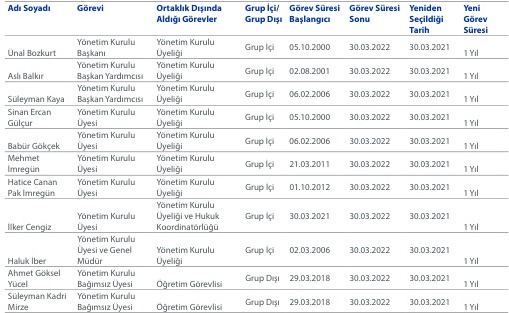 Adı Soyadı Görevi Ortaklık Dışında Aldığı Görevler Grup İçi/ Grup Dışı Görev Süresi Başlangıcı Görev Süresi Sonu Yeniden Seçildiği Tarih Yeni Görev Süresi
Ünal Bozkurt Yönetim Kurulu Başkanı Yönetim Kurulu Üyeliği Grup İçi 05.10.2000 30.03.2022 30.03.2021 1 Yıl
Aslı Balkır Yönetim Kurulu Başkan Yardımcısı Yönetim Kurulu Üyeliği Grup İçi 02.08.2001 30.03.2022 30.03.2021 1 Yıl
Süleyman Kaya Yönetim Kurulu Başkan Yardımcısı Yönetim Kurulu Üyeliği Grup İçi 06.02.2006 30.03.2022 30.03.2021 1 Yıl
Sinan Ercan Gülçur Yönetim Kurulu Üyesi Yönetim Kurulu Üyeliği Grup İçi 05.10.2000 30.03.2022 30.03.2021 1 Yıl
Babür Gökçek Yönetim Kurulu Üyesi Yönetim Kurulu Üyeliği Grup İçi 06.02.2006 30.03.2022 30.03.2021 1 Yıl
Mehmet İmregün Yönetim Kurulu Üyesi Yönetim Kurulu Üyeliği Grup İçi 21.03.2011 30.03.2022 30.03.2021 1 Yıl
Hatice Canan Pak İmregün Yönetim Kurulu Üyesi Yönetim Kurulu Üyeliği Grup İçi 01.10.2012 30.03.2022 30.03.2021 1 Yıl
İlker Cengiz Yönetim Kurulu Üyesi Yönetim Kurulu Üyeliği ve Hukuk Koordinatörlüğü Grup İçi 30.03.2021 30.03.2022 30.03.2021 1 Yıl
Haluk İber Yönetim Kurulu Üyesi ve Genel Müdür Yönetim Kurulu Üyeliği Grup İçi 02.03.2006 30.03.2022 30.03.2021 1 Yıl
Ahmet Göksel Yücel Yönetim Kurulu Bağımsız Üyesi Öğretim Görevlisi Grup Dışı 29.03.2018 30.03.2022 30.03.2021 1 Yıl
Süleyman Kadri Mirze Yönetim Kurulu Bağımsız Üyesi Öğretim Görevlisi Grup Dışı 29.03.2018 30.03.2022 30.03.2021 1 Yıl